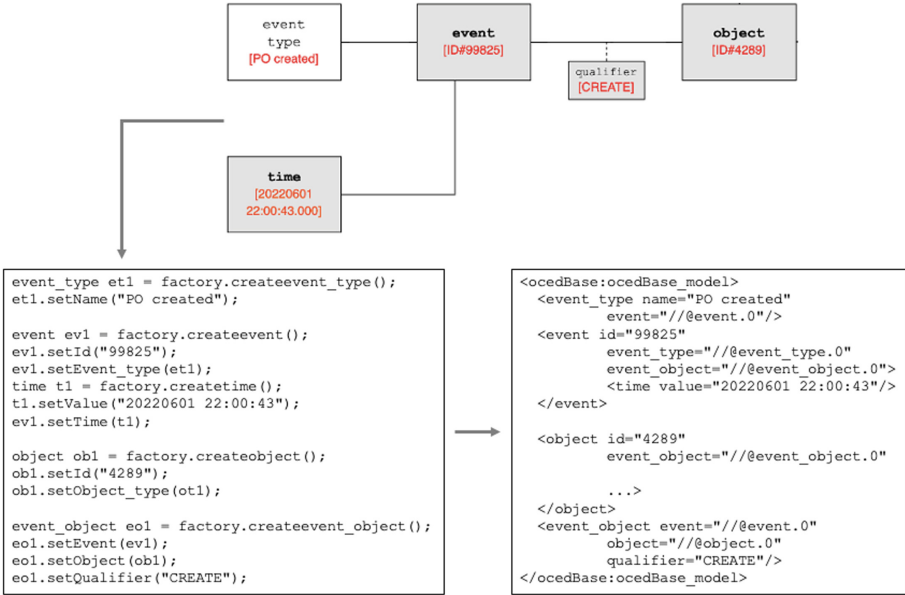 event
type
[PO created]
event
[ID#99825]
object
[ID#4289]
qualifier
[CREATE]
time
[20220601
22:00:43.000]
event_type et1 = factory.createevent_type();
et1.setName("PO created");
event ev1 = factory.createevent();
ev1.setId("99825");
ev1.setEvent_type(et1);
time t1 = factory.createtime();
t1.setValue("20220601 22:00:43");
ev1.setTime(t1);
object ob1 = factory.createobject();
ob1.setId("4289");
ob1.setObject_type(ot1);
event_object eo1 = factory.createevent_object();
eo1.setEvent(ev1);
eo1.setObject(ob1);
eo1.setQualifier("CREATE");
<ocedBase:ocedBase_model>
<event_type name="PO created"
event="//@event.0"/>
<event id="99825"
event_type="//@event_type.0"
event_object="//@event_object.0">
<time value="20220601 22:00:43"/>
</event>
<object id="4289"
event_object="//@event_object.0"
...>
</object>
<event_object event="//@event.0"
object="//@object.0"
qualifier="CREATE"/>
</ocedBase:ocedBase_model>